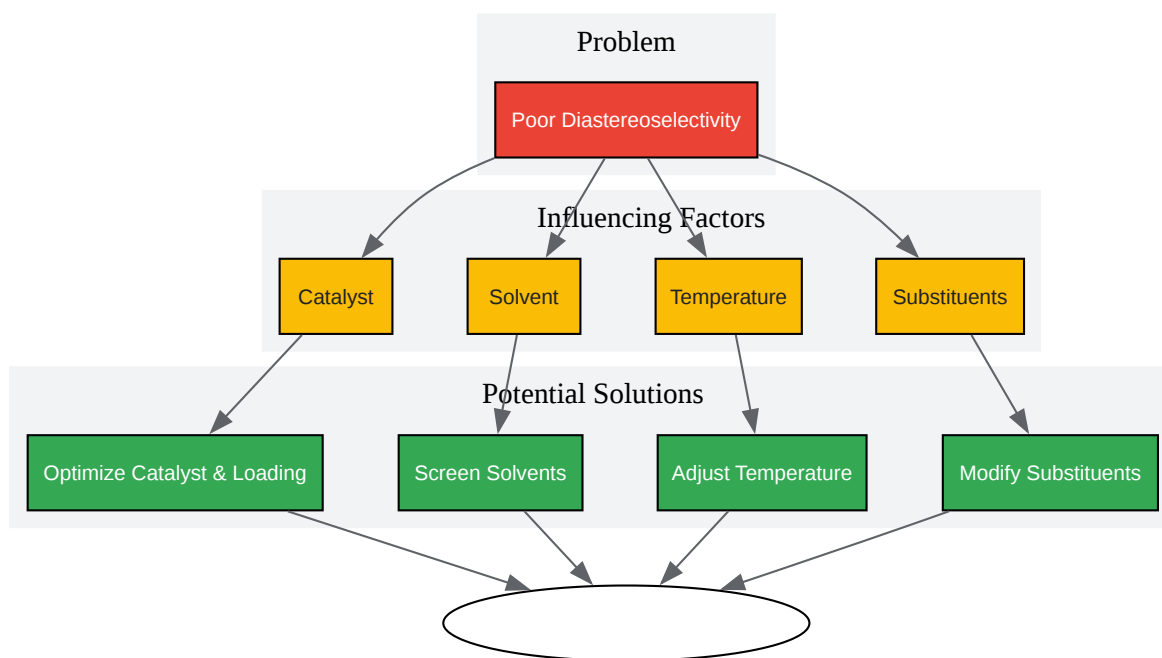 Problem
Poor Diastereoselectivity
Influencing Factors
Catalyst
Solvent
Temperature
Substituents
Potential Solutions
Optimize Catalyst & Loading
Screen Solvents
Adjust Temperature
Modify Substituents